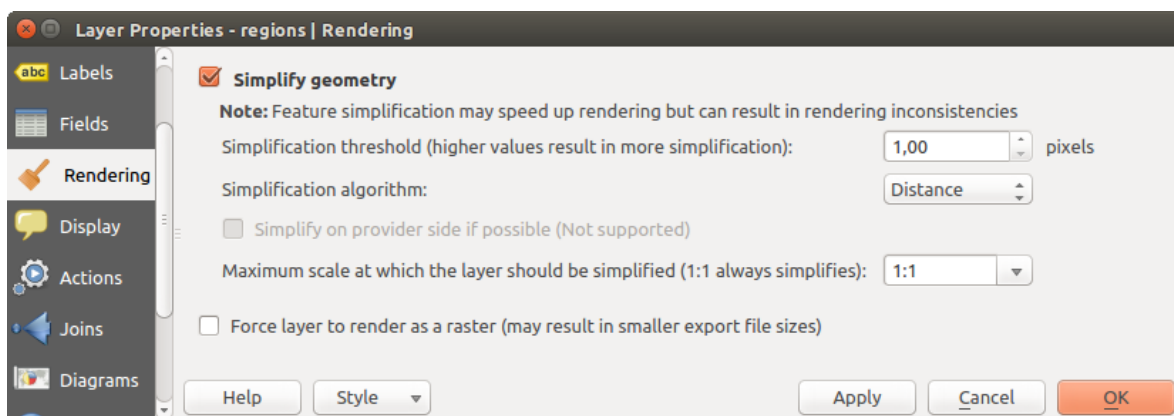 Layer Properties - regions | Rendering
abc Labels
Fields
Rendering
Display
Actions
Joins
Diagrams
Simplify geometry
Note: Feature simplification may speed up rendering but can result in rendering inconsistencies
Simplification threshold (higher values result in more simplification): 1,00 pixels
Simplification algorithm: Distance
Simplify on provider side if possible (Not supported)
Maximum scale at which the layer should be simplified (1:1 always simplifies): 1:1
Force layer to render as a raster (may result in smaller export file sizes)
Help Style Apply Cancel OK